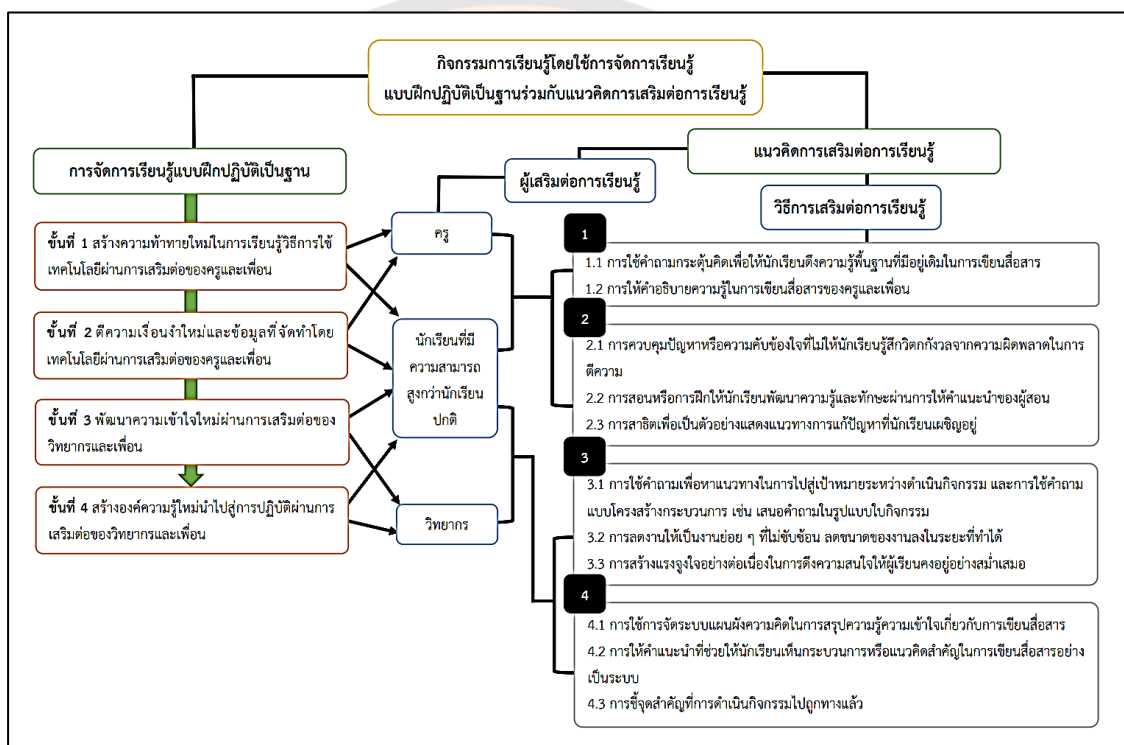 กิจกรรมการเรียนรู้โดยใช้การจัดการเรียนรู้
แบบฝึกปฏิบัติเป็นฐานร่วมกับแนวคิดการเสริมต่อการเรียนรู้
การจัดการเรียนรู้แบบฝึกปฏิบัติเป็นฐาน
ขั้นที่ 1 สร้างความท้าทายใหม่ในการเรียนรู้วิธีการใช้
เทคโนโลยีผ่านการเสริมต่อของครูและเพื่อน
ขั้นที่ 2 ตีความเงื่อนงำใหม่และข้อมูลที่จัดทำโดย
เทคโนโลยีผ่านการเสริมต่อของครูและเพื่อน
ขั้นที่ 3 พัฒนาความเข้าใจใหม่ผ่านการเสริมต่อของ
วิทยากรและเพื่อน
ขั้นที่ 4 สร้างองค์ความรู้ใหม่นำไปสู่การปฏิบัติผ่านการ
เสริมต่อของวิทยากรและเพื่อน
แนวคิดการเสริมต่อการเรียนรู้
ผู้เสริมต่อการเรียนรู้
ครู
นักเรียนที่มี
ความสามารถ
สูงกว่านักเรียน
ปกติ
วิทยากร
วิธีการเสริมต่อการเรียนรู้
1
1.1 การใช้คำถามกระตุ้นคิดเพื่อให้นักเรียนดึงความรู้พื้นฐานที่มีอยู่เดิมในการเขียนสื่อสาร
1.2 การให้คำอธิบายความรู้ในการเขียนสื่อสารของครูและเพื่อน
2
2.1 การควบคุมปัญหาหรือความคับข้องใจที่ไม่ให้นักเรียนรู้สึกวิตกกังวลจากความผิดพลาดในการ
ตีความ
2.2 การสอนหรือการฝึกให้นักเรียนพัฒนาความรู้และทักษะผ่านการให้คำแนะนำของผู้สอน
2.3 การสาธิตเพื่อเป็นตัวอย่างแสดงแนวทางการแก้ปัญหาที่นักเรียนเผชิญอยู่
3
3.1 การใช้คำถามเพื่อหาแนวทางในการไปสู่เป้าหมายระหว่างดำเนินกิจกรรม และการใช้คำถาม
แบบโครงสร้างกระบวนการ เช่น เสนอคำถามในรูปแบบใบกิจกรรม
3.2 การลดงานให้เป็นงานย่อย ๆ ที่ไม่ซับซ้อน ลดขนาดของงานลงในระยะที่ทำได้
3.3 การสร้างแรงจูงใจอย่างต่อเนื่องในการดึงความสนใจให้ผู้เรียนคงอยู่อย่างสม่ำเสมอ
4
4.1 การใช้การจัดระบบแผนผังความคิดในการสรุปความรู้ความเข้าใจเกี่ยวกับการเขียนสื่อสาร
4.2 การให้คำแนะนำที่ช่วยให้นักเรียนเห็นกระบวนการหรือแนวคิดสำคัญในการเขียนสื่อสารอย่าง
เป็นระบบ
4.3 การชี้จุดสำคัญที่การดำเนินกิจกรรมไปถูกทางแล้ว